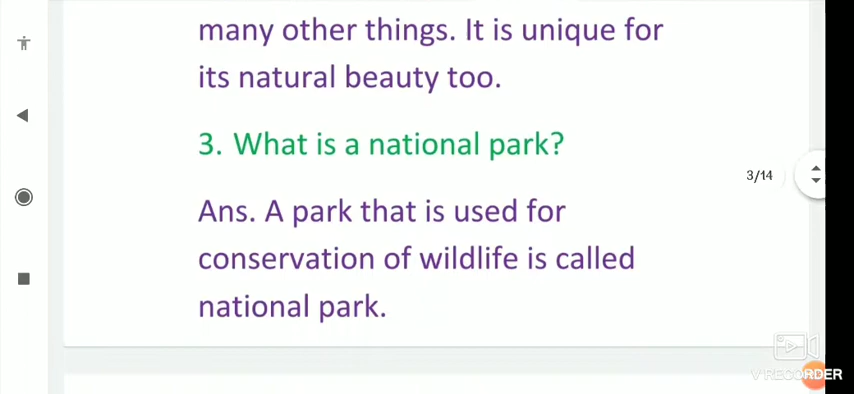 many other things. It is unique for
its natural beauty too.
3. What is a national park?
3/14
Ans. A park that is used for
conservation of wildlife is called
national park.
V RECORDER